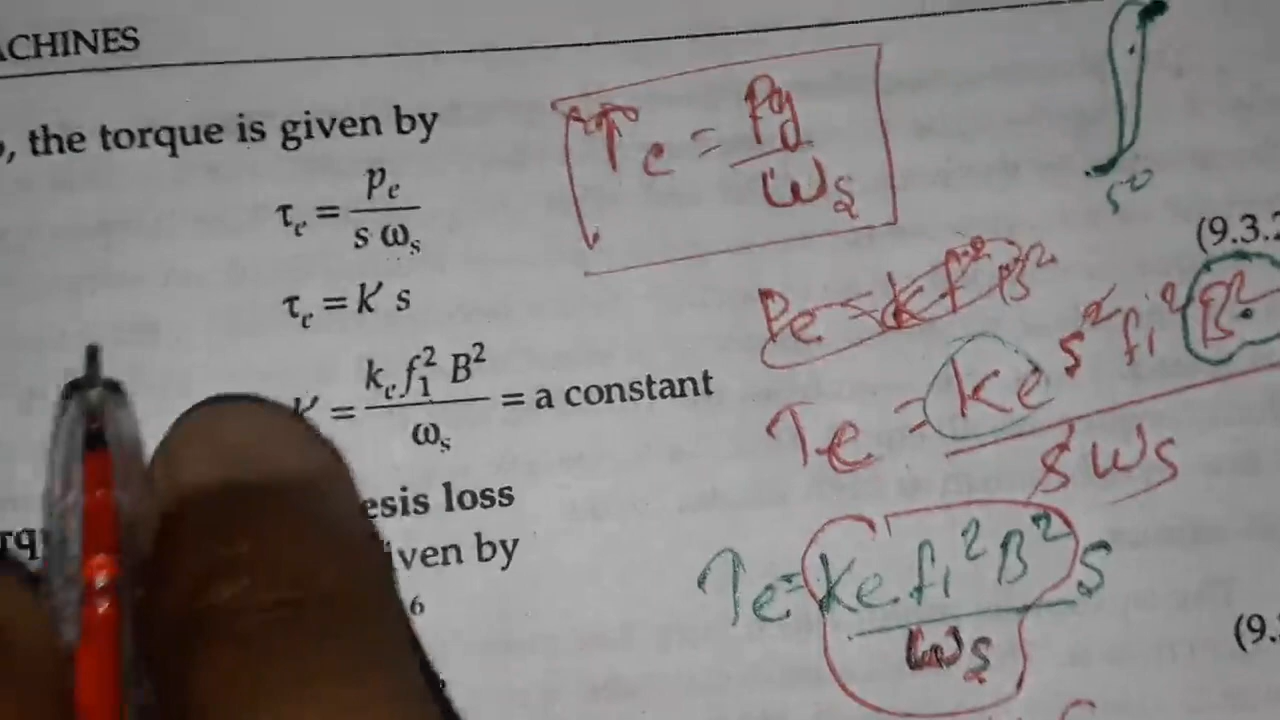 ACHINES
, the torque is given by
τe = pe / s ωs
τe = k' s
k' = ke f1² B² / ωs = a constant
esis loss
ven by
6
Te = Pg / ωs
50
(9.3.2
Pe = k f² B²
Te = Ke s² f1² B² / s ωs
Te = Ke f1² B² / ωs S
(9.